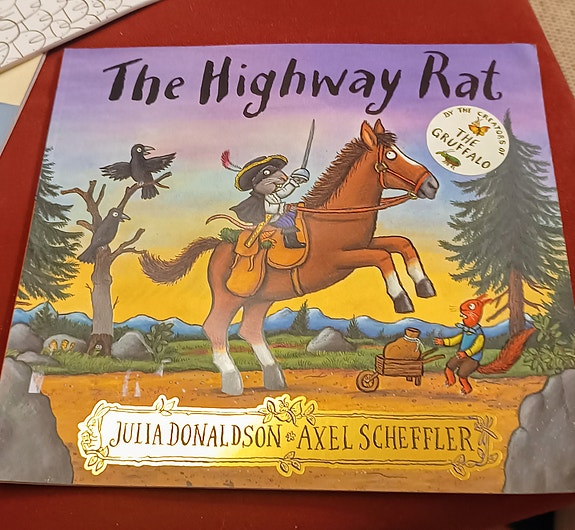 The Highway Rat
BY THE CREATORS OF
THE
GRUFFALO
JULIA DONALDSON AXEL SCHEFFLER